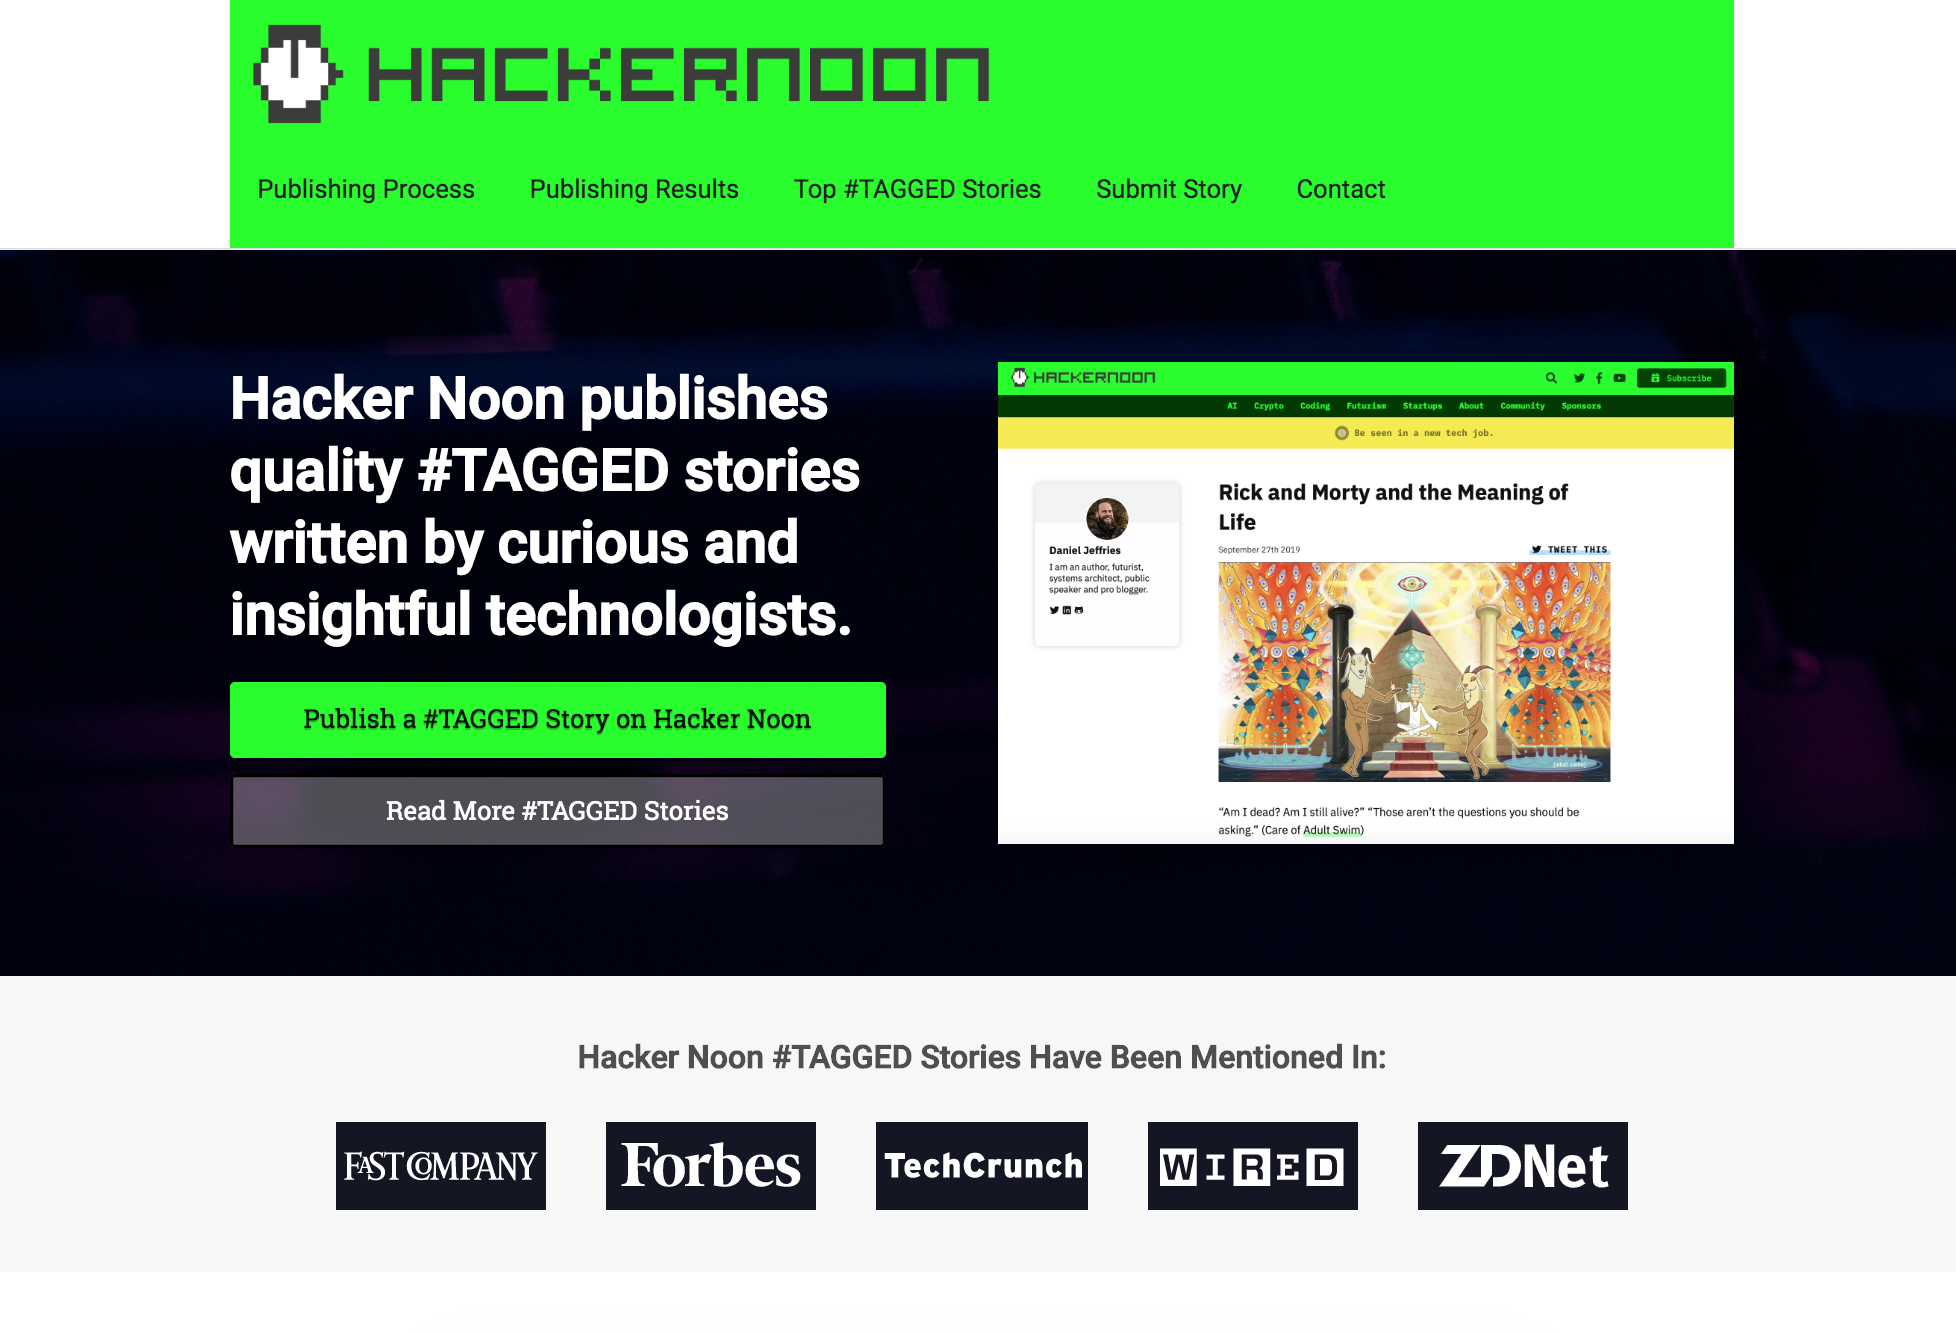 HACKERNOON
Publishing Process Publishing Results Top #TAGGED Stories Submit Story Contact
Hacker Noon publishes
quality #TAGGED stories
written by curious and
insightful technologists.
Publish a #TAGGED Story on Hacker Noon
Read More #TAGGED Stories
HACKERNOON
Subscribe
AI Crypto Coding Futurism Startups About Community Sponsors
Be seen in a new tech job.
Daniel Jeffries
I am an author, futurist,
systems architect, public
speaker and pro blogger.
Rick and Morty and the Meaning of
Life
September 27th 2019 TWEET THIS
[adult swim]
“Am I dead? Am I still alive?” “Those aren’t the questions you should be
asking.” (Care of Adult Swim)
Hacker Noon #TAGGED Stories Have Been Mentioned In:
FAST COMPANY Forbes TechCrunch WIRED ZDNet